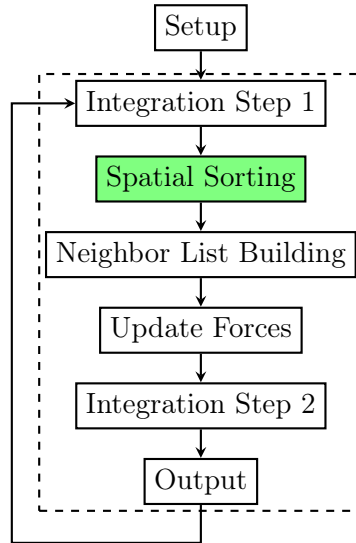 Setup
Integration Step 1
Spatial Sorting
Neighbor List Building
Update Forces
Integration Step 2
Output